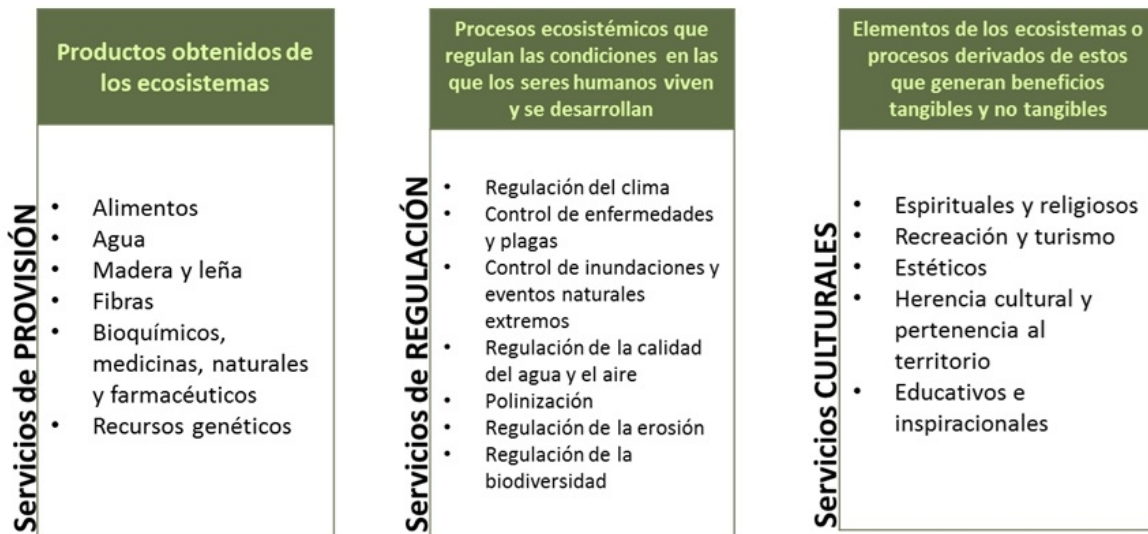 Servicios de PROVISIÓN
Productos obtenidos de
los ecosistemas
• Alimentos
• Agua
• Madera y leña
• Fibras
• Bioquímicos,
medicinas, naturales
y farmacéuticos
• Recursos genéticos
Servicios de REGULACIÓN
Procesos ecosistémicos que
regulan las condiciones en las
que los seres humanos viven
y se desarrollan
• Regulación del clima
• Control de enfermedades
y plagas
• Control de inundaciones y
eventos naturales
extremos
• Regulación de la calidad
del agua y el aire
• Polinización
• Regulación de la erosión
• Regulación de la
biodiversidad
Servicios CULTURALES
Elementos de los ecosistemas o
procesos derivados de estos
que generan beneficios
tangibles y no tangibles
• Espirituales y religiosos
• Recreación y turismo
• Estéticos
• Herencia cultural y
pertenencia al
territorio
• Educativos e
inspiracionales